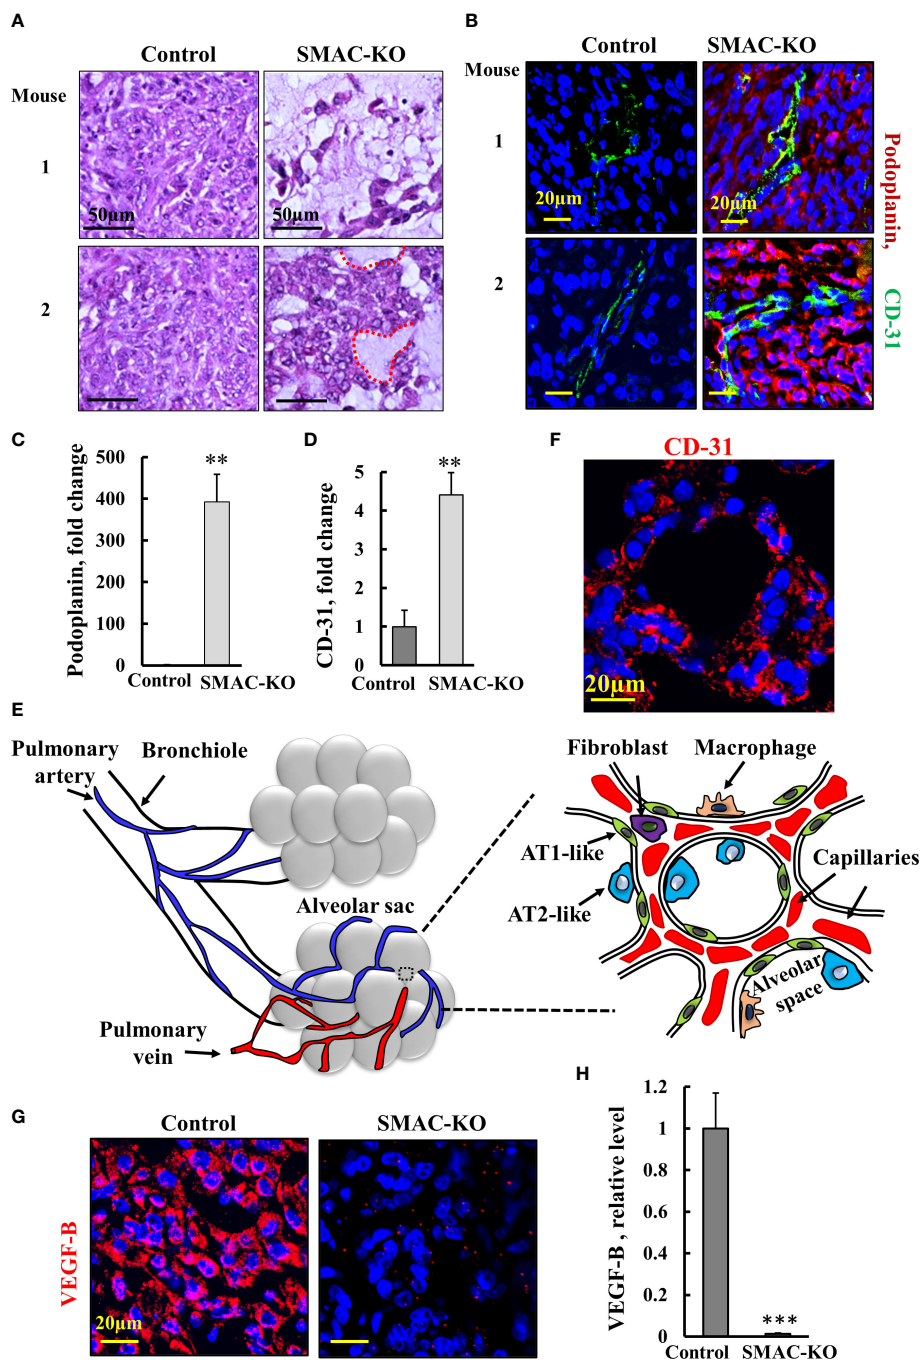 A
Control
SMAC-KO
Mouse
1
50µm
50µm
2
B
Control
SMAC-KO
Mouse
1
20µm
20µm
2
Podoplanin,
CD-31
C
Podoplanin, fold change
500
400
300
200
100
0
**
Control
SMAC-KO
D
CD-31, fold change
5
4
3
2
1
0
**
Control
SMAC-KO
F
CD-31
20µm
E
Pulmonary
artery
Bronchiole
Alveolar sac
Pulmonary
vein
Fibroblast
Macrophage
AT1-like
AT2-like
Capillaries
Alveolar
space
G
Control
SMAC-KO
VEGF-B
20µm
H
VEGF-B , relative level
1.2
1
0.8
0.6
0.4
0.2
0
***
Control
SMAC-KO